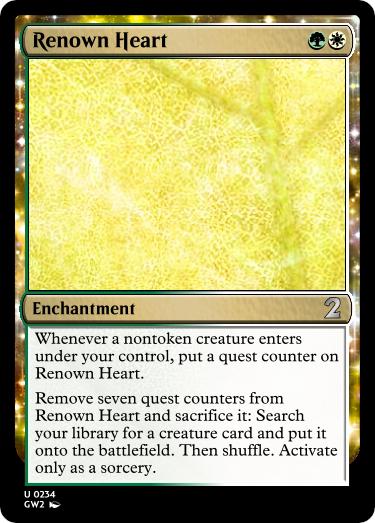 Renown Heart
Enchantment
2
Whenever a nontoken creature enters
under your control, put a quest counter on
Renown Heart.
Remove seven quest counters from
Renown Heart and sacrifice it: Search
your library for a creature card and put it
onto the battlefield. Then shuffle. Activate
only as a sorcery.
U 0234
GW2